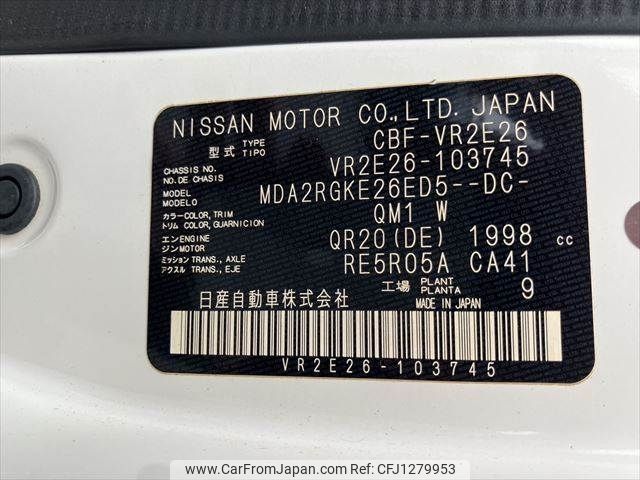 NISSAN MOTOR CO.,LTD. JAPAN
型式 TYPE TIPO CBF-VR2E26
CHASSIS NO. NO.DE CHASIS VR2E26-103745
MODEL MODELO MDA2RGKE26ED5--DC-
カラー COLOR, TRIM トリム COLOR, GUARNICION QM1 W
エン ENGINE ジン MOTOR QR20(DE) 1998 cc
ミッション TRANS., AXLE アクスル TRANS., EJE RE5R05A CA41
工場 PLANT PLANTA 9
日産自動車株式会社 MADE IN JAPAN
VR2E26-103745
www.CarFromJapan.com | CarFromJapan | CFJ1279953